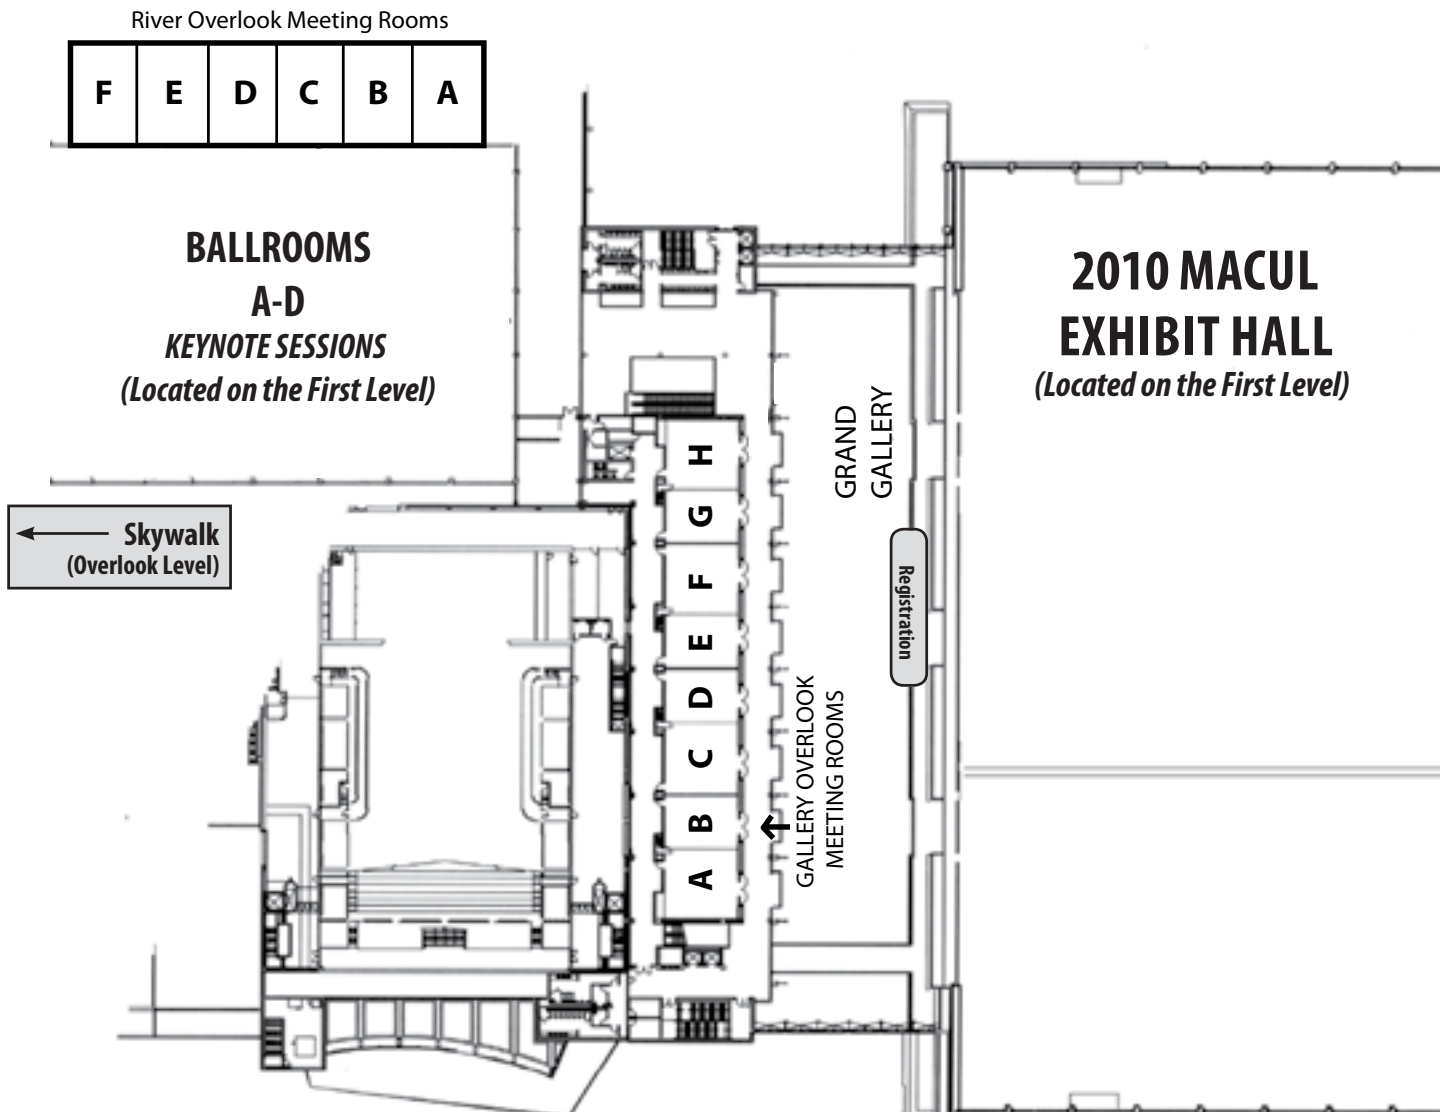 River Overlook Meeting Rooms
F E D C B A
BALLROOMS
A-D
KEYNOTE SESSIONS
(Located on the First Level)
2010 MACUL
EXHIBIT HALL
(Located on the First Level)
Skywalk
(Overlook Level)
H
G
F
E
D
C
B
A
GRAND
GALLERY
Registration
GALLERY OVERLOOK
MEETING ROOMS